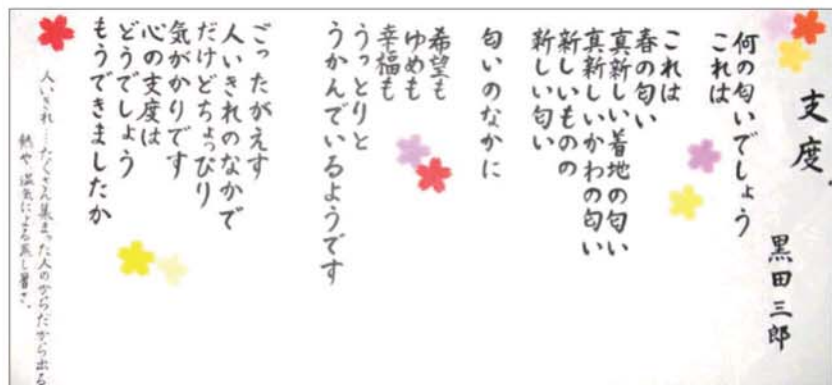 支度
黒田三郎
何の匂いでしょう
これは
これは
春の匂い
真新しい着地の匂い
真新しいかわの匂い
新しいものの
新しい匂い
匂いのなかに
希望も
ゆめも
幸福も
うっとりと
うかんでいるようです
ごったがえす
人いきれのなかで
だけどちょっぴり
気がかりです
心の支度は
どうでしょう
もうできましたか
人いきれ…たくさん集まった人のからだから出る
熱や湿気による蒸し暑さ。